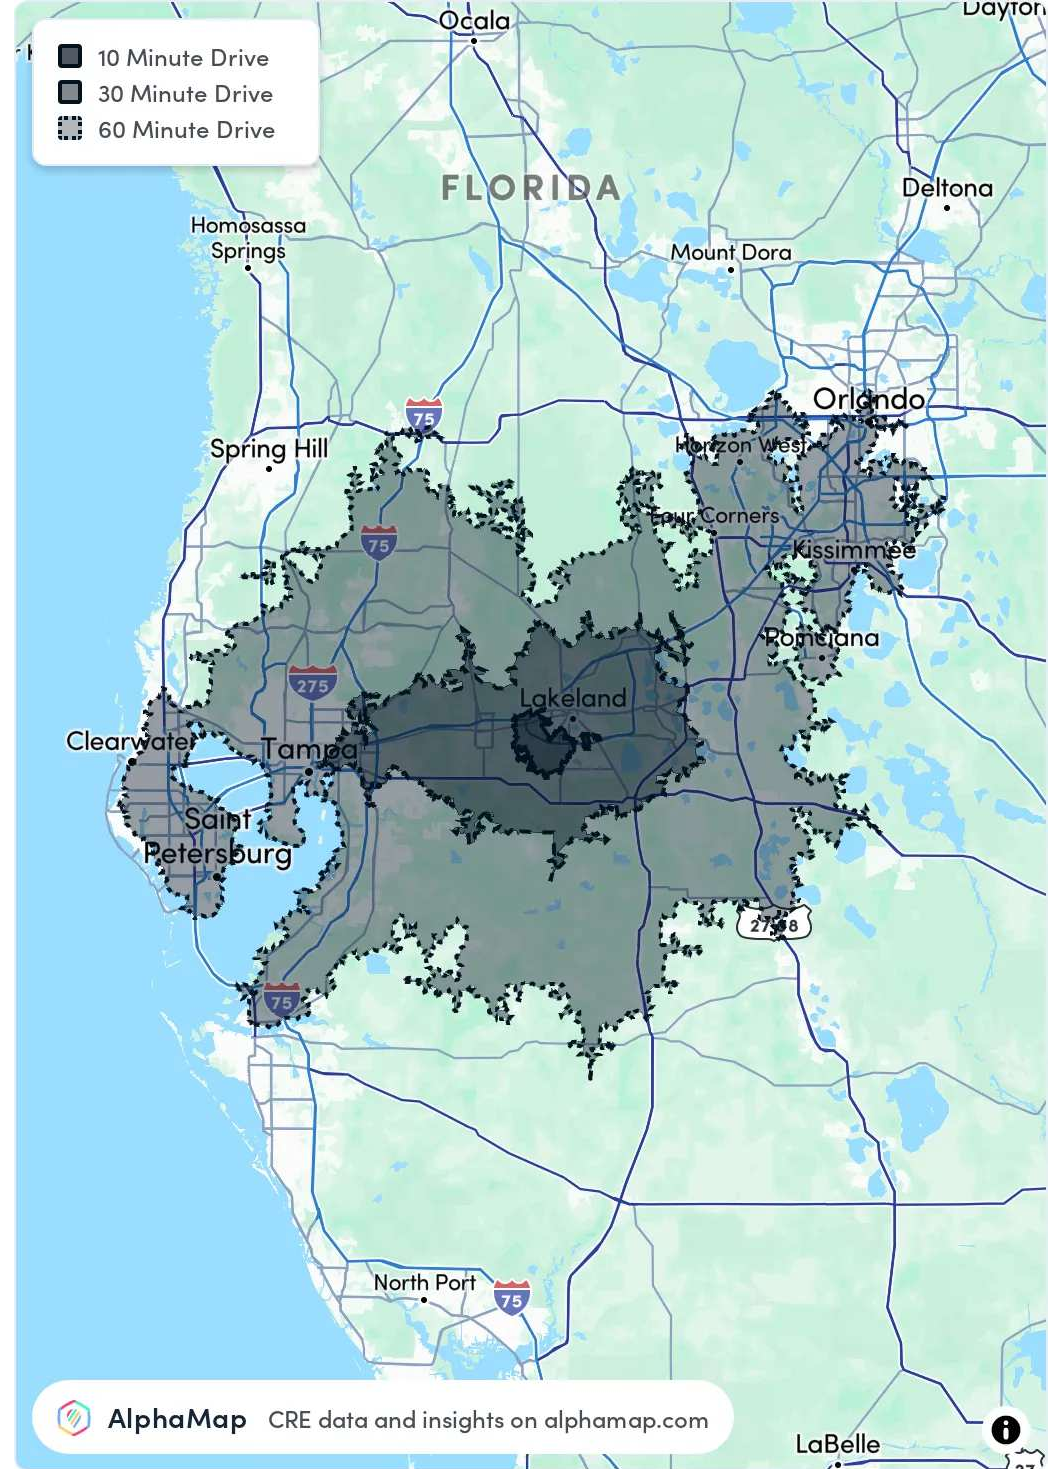 Ocala
10 Minute Drive
30 Minute Drive
60 Minute Drive
FLORIDA
Deltona
Homosassa
Springs
Mount Dora
Orlando
75
Spring Hill
Horizon West
Four Corners
75
Kissimmee
Poinciana
275
Lakeland
Clearwater
Tampa
Saint
Petersburg
75
North Port
75
AlphaMap
CRE data and insights on alphamap.com
LaBelle
27